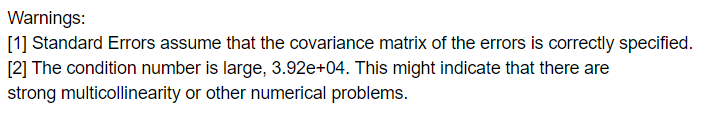 Warnings:
[1] Standard Errors assume that the covariance matrix of the errors is correctly specified.
[2] The condition number is large, 3.92e+04. This might indicate that there are
strong multicollinearity or other numerical problems.